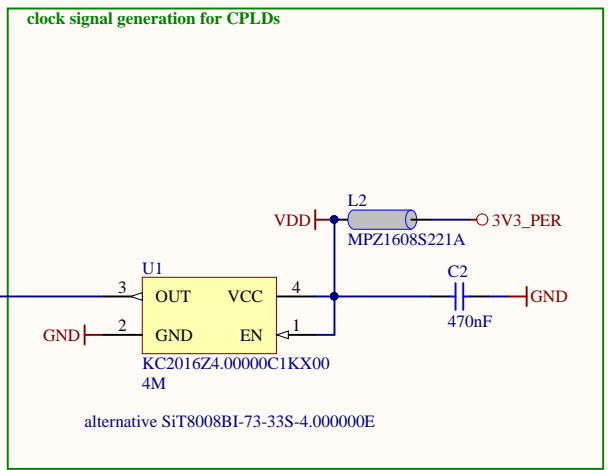 clock signal generation for CPLDs
L2
VDD
3V3_PER
MPZ1608S221A
U1
C2
3 OUT VCC 4
GND
470nF
GND 2 GND EN 1
KC2016Z4.00000C1KX00
4M
alternative SiT8008BI-73-33S-4.000000E